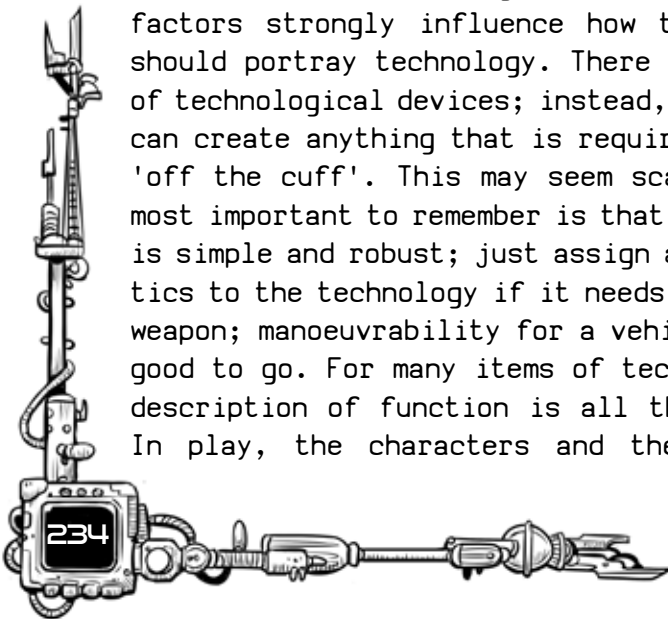 factors strongly influence how t
should portray technology. There
of technological devices; instead,
can create anything that is requir
'off the cuff'. This may seem sca
most important to remember is that
is simple and robust; just assign a
tics to the technology if it needs
weapon; manoeuvrability for a vehi
good to go. For many items of tec
description of function is all th
In play, the characters and the
234